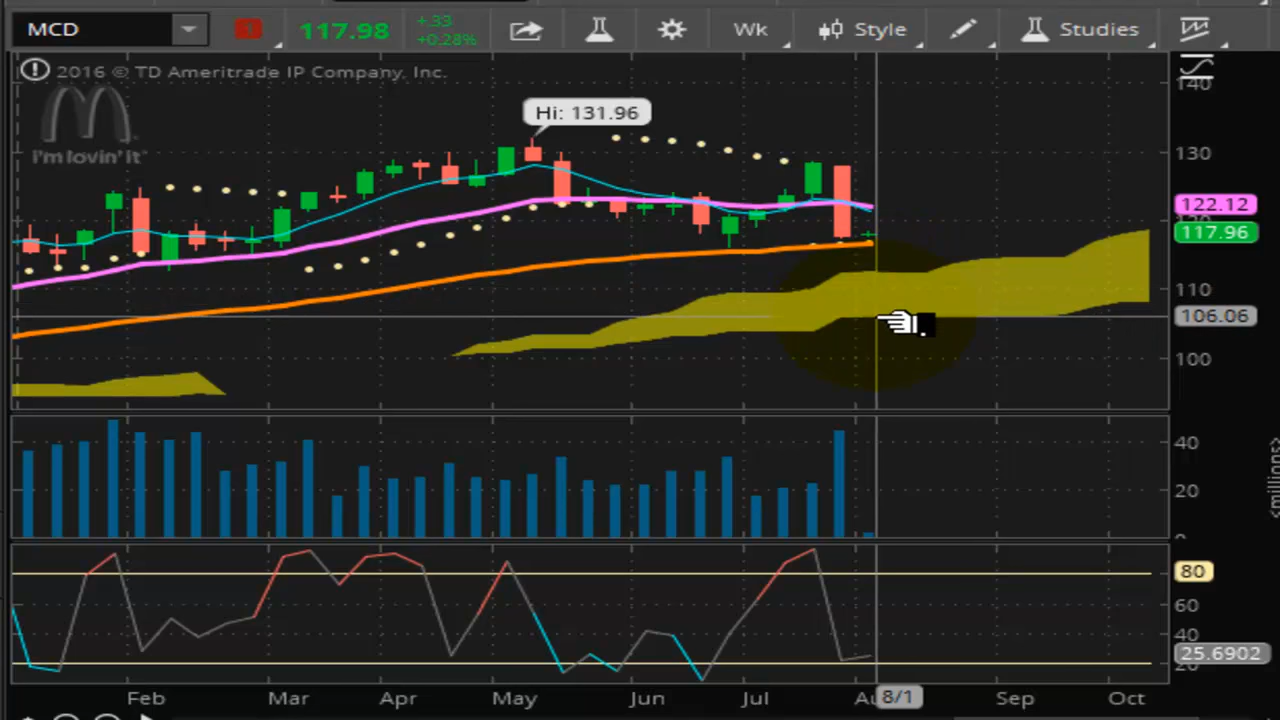 MCD 117.98 +.33 Wk Style Studies
+0.28%
2016 © TD Ameritrade IP Company, Inc.
140
Hi: 131.96
i'm lovin' it
130
122.12
120
117.96
110
106.06
100
40
20
0
<millions>
80
60
40
25.6902
20
Feb Mar Apr May Jun Jul Au 8/1 Sep Oct